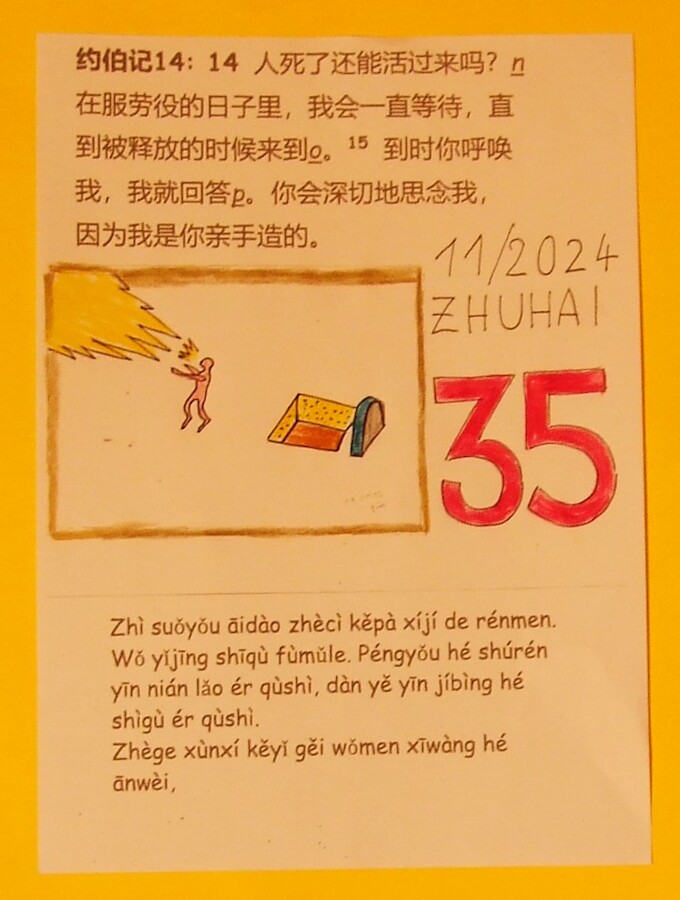 约伯记14：14 人死了还能活过来吗？n
在服劳役的日子里，我会一直等待，直
到被释放的时候来到o。¹⁵ 到时你呼唤
我，我就回答p。你会深切地思念我，
因为我是你亲手造的。
11/2024
ZHUHAI
35
Zhì suǒyǒu āidào zhècì kěpà xíjí de rénmen.
Wǒ yǐjīng shīqù fùmǔle. Péngyǒu hé shúrén
yīn nián lǎo ér qùshì, dàn yě yīn jíbìng hé
shìgù ér qùshì.
Zhège xùnxí kěyǐ gěi wǒmen xīwàng hé
ānwèi,